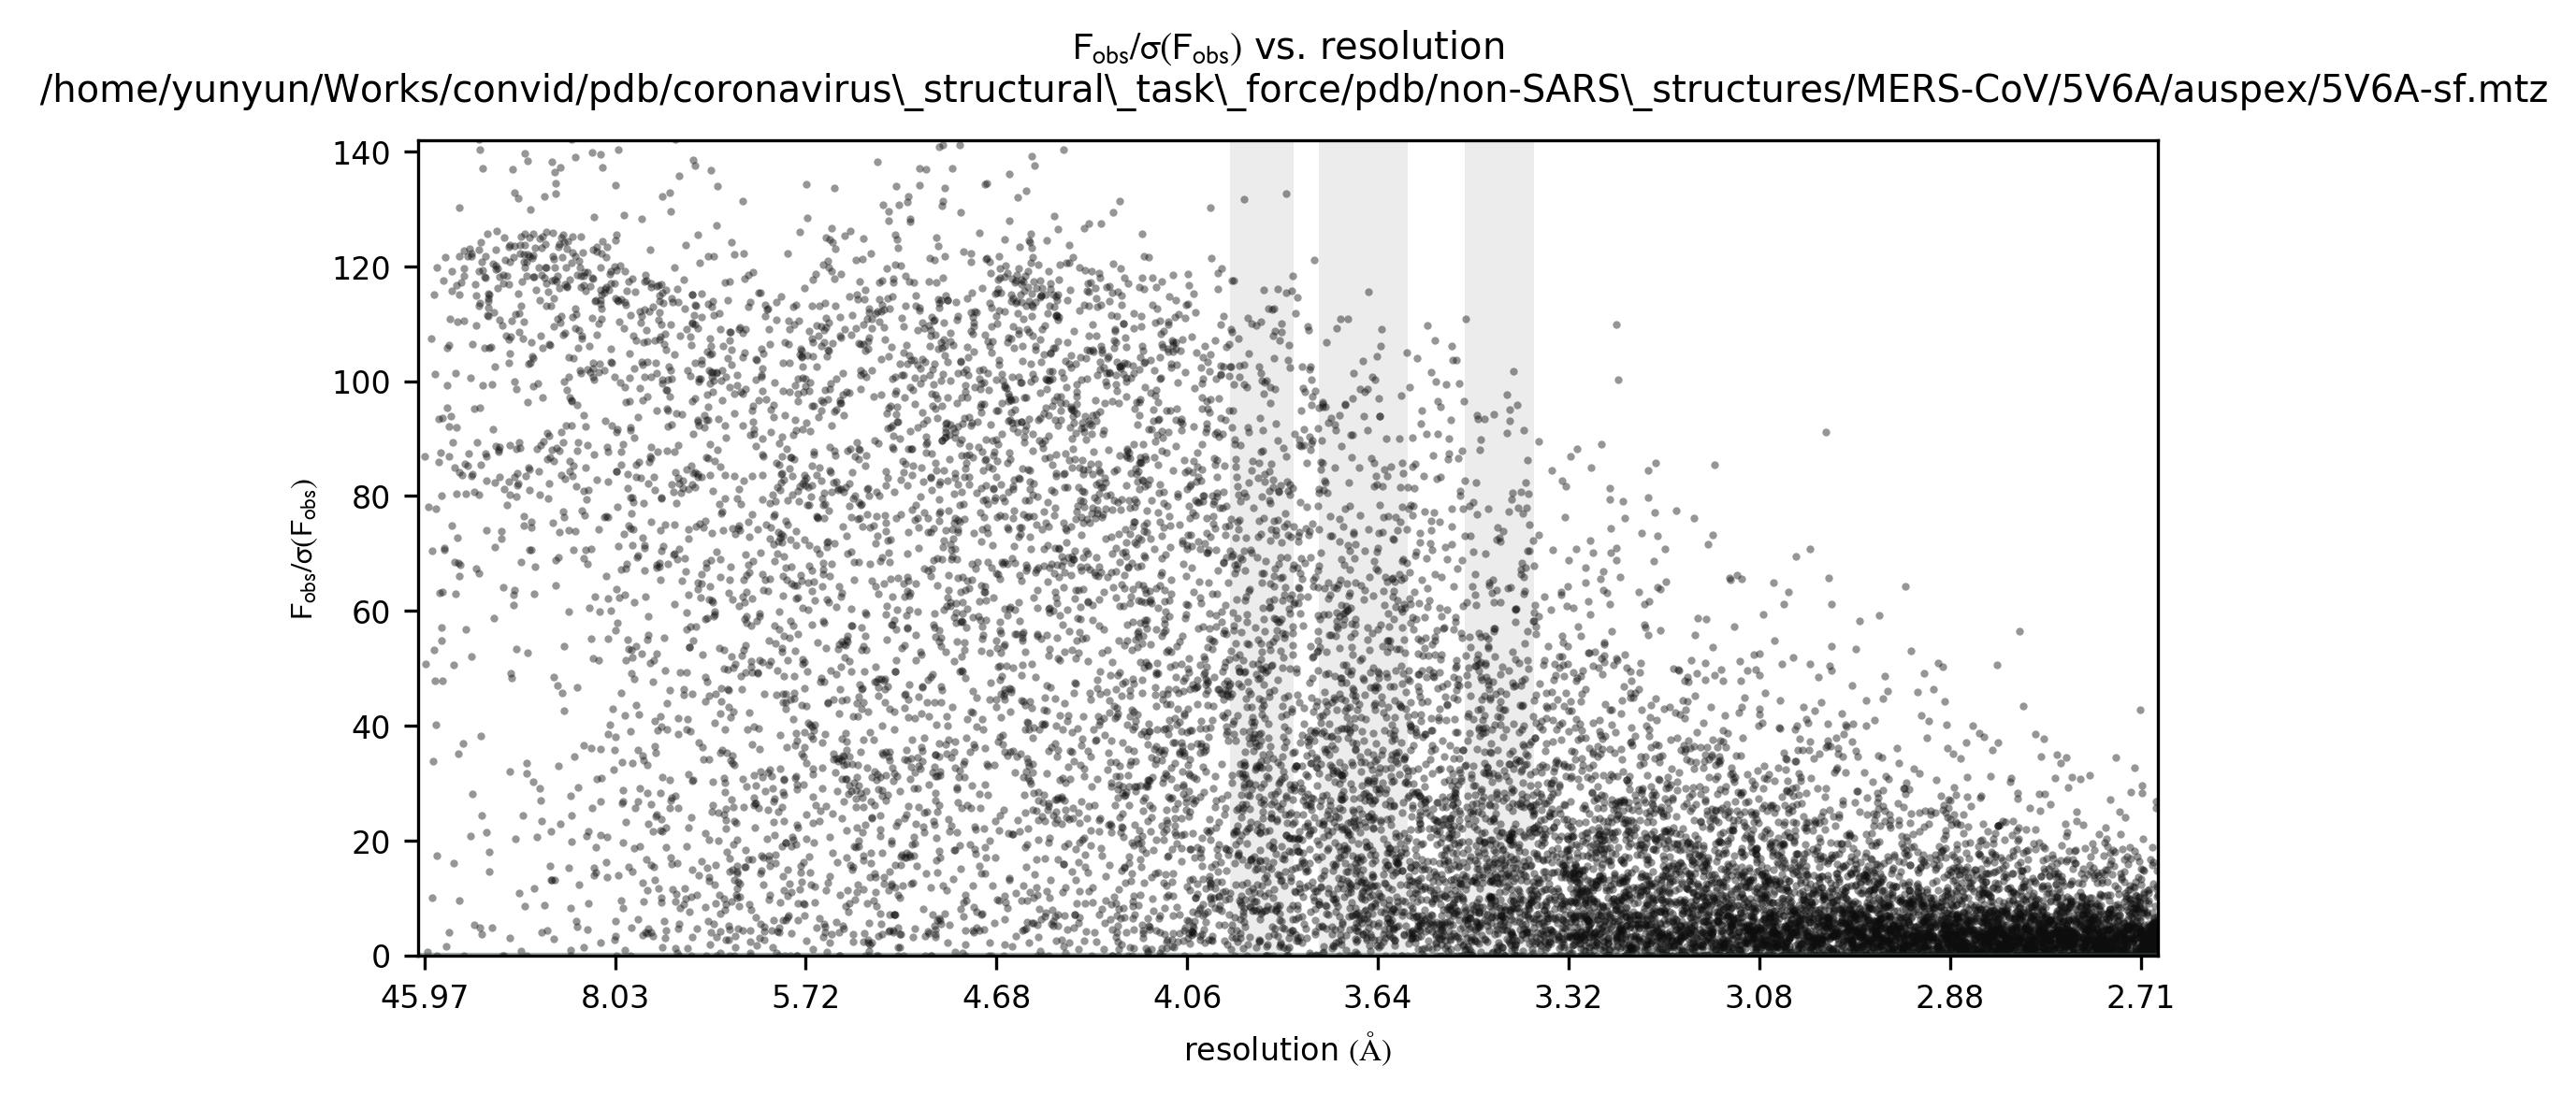 Fobs/σ(Fobs) vs. resolution
/home/yunyun/Works/convid/pdb/coronavirus\_structural\_task\_force/pdb/non-SARS\_structures/MERS-CoV/5V6A/auspex/5V6A-sf.mtz
Fobs/σ(Fobs)
140
120
100
80
60
40
20
0
45.97 8.03 5.72 4.68 4.06 3.64 3.32 3.08 2.88 2.71
resolution (Å)